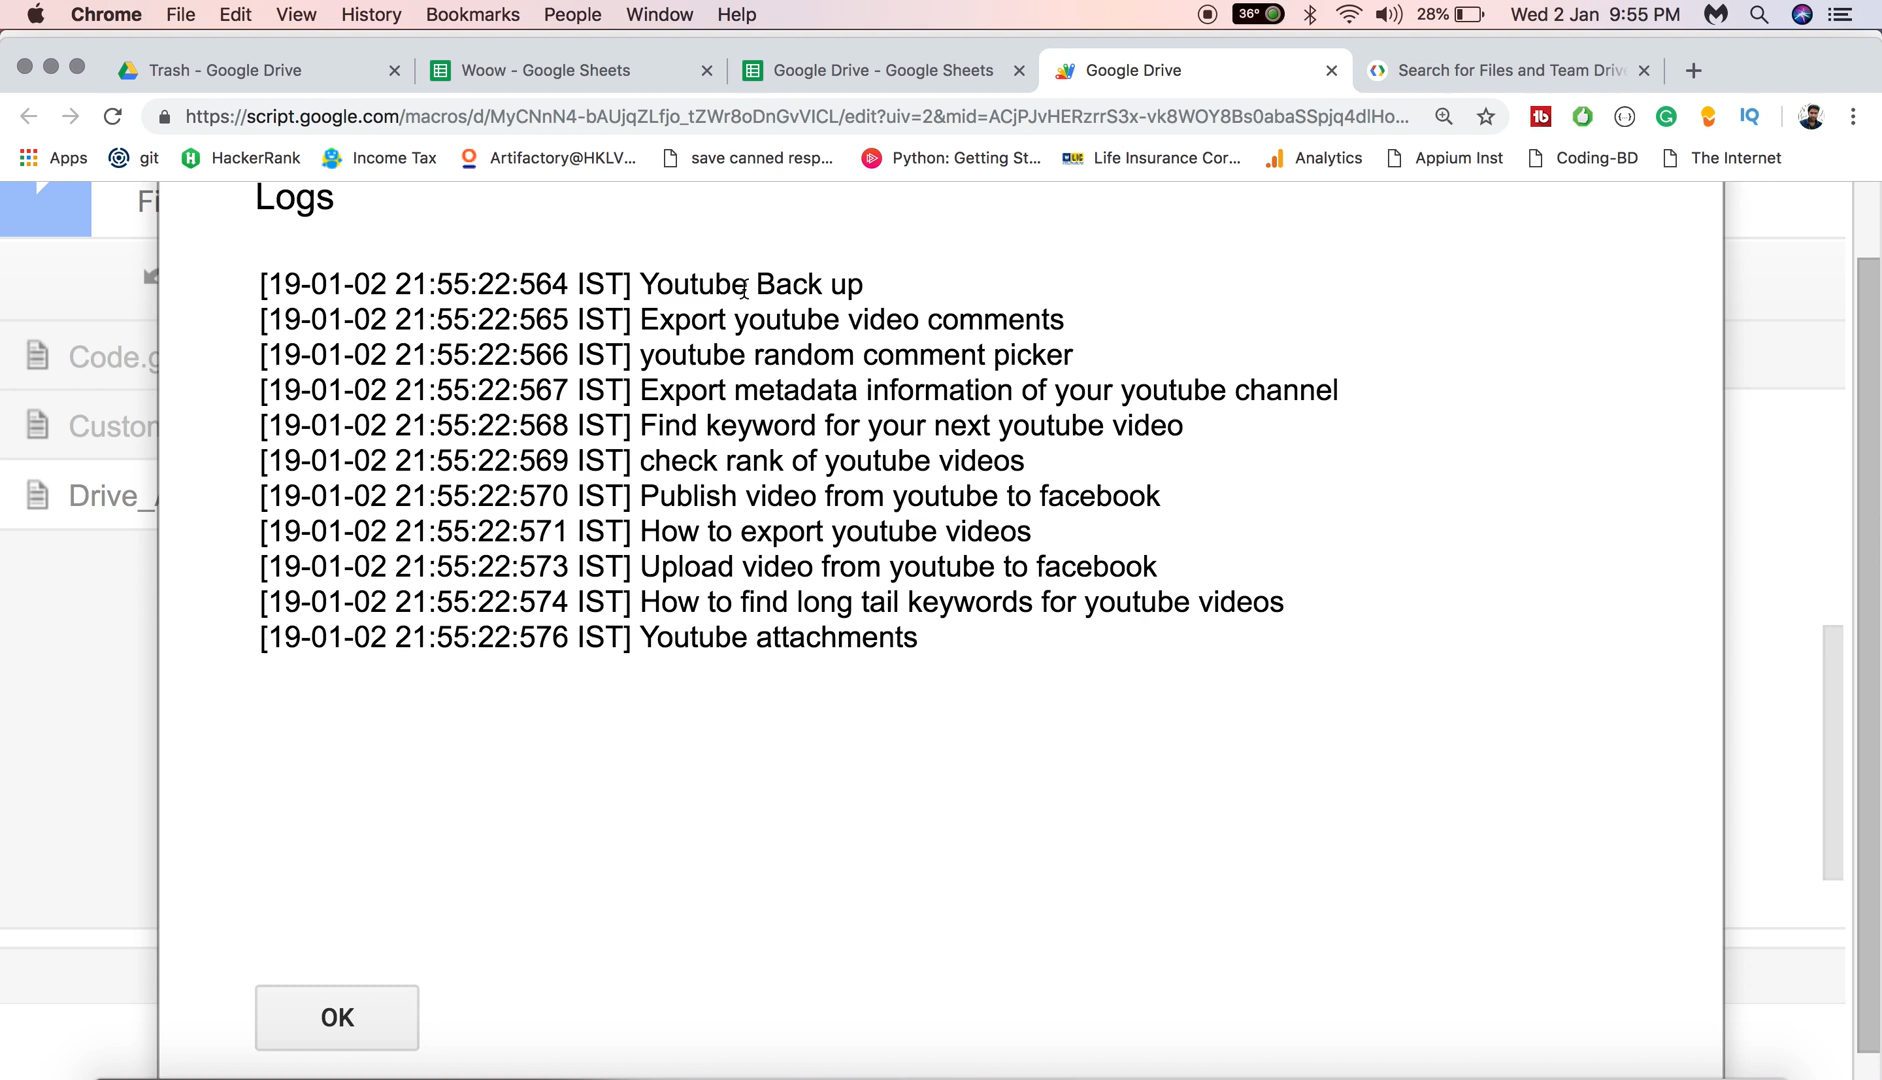 Chrome File Edit View History Bookmarks People Window Help 36° 28% Wed 2 Jan 9:55 PM
Trash - Google Drive Woow - Google Sheets Google Drive - Google Sheets Google Drive Search for Files and Team Driv
https://script.google.com/macros/d/MyCNnN4-bAUjqZLfjo_tZWr8oDnGvVlCL/edit?uiv=2&mid=ACjPJvHERzrrS3x-vk8WOY8Bs0abaSSpjq4dlHo...
Apps git HackerRank Income Tax Artifactory@HKLV... save canned resp... Python: Getting St... Life Insurance Cor... Analytics Appium Inst Coding-BD The Internet
Fi
Logs
[19-01-02 21:55:22:564 IST] Youtube Back up
[19-01-02 21:55:22:565 IST] Export youtube video comments
[19-01-02 21:55:22:566 IST] youtube random comment picker
[19-01-02 21:55:22:567 IST] Export metadata information of your youtube channel
[19-01-02 21:55:22:568 IST] Find keyword for your next youtube video
[19-01-02 21:55:22:569 IST] check rank of youtube videos
[19-01-02 21:55:22:570 IST] Publish video from youtube to facebook
[19-01-02 21:55:22:571 IST] How to export youtube videos
[19-01-02 21:55:22:573 IST] Upload video from youtube to facebook
[19-01-02 21:55:22:574 IST] How to find long tail keywords for youtube videos
[19-01-02 21:55:22:576 IST] Youtube attachments
Code.g
Custon
Drive_
OK